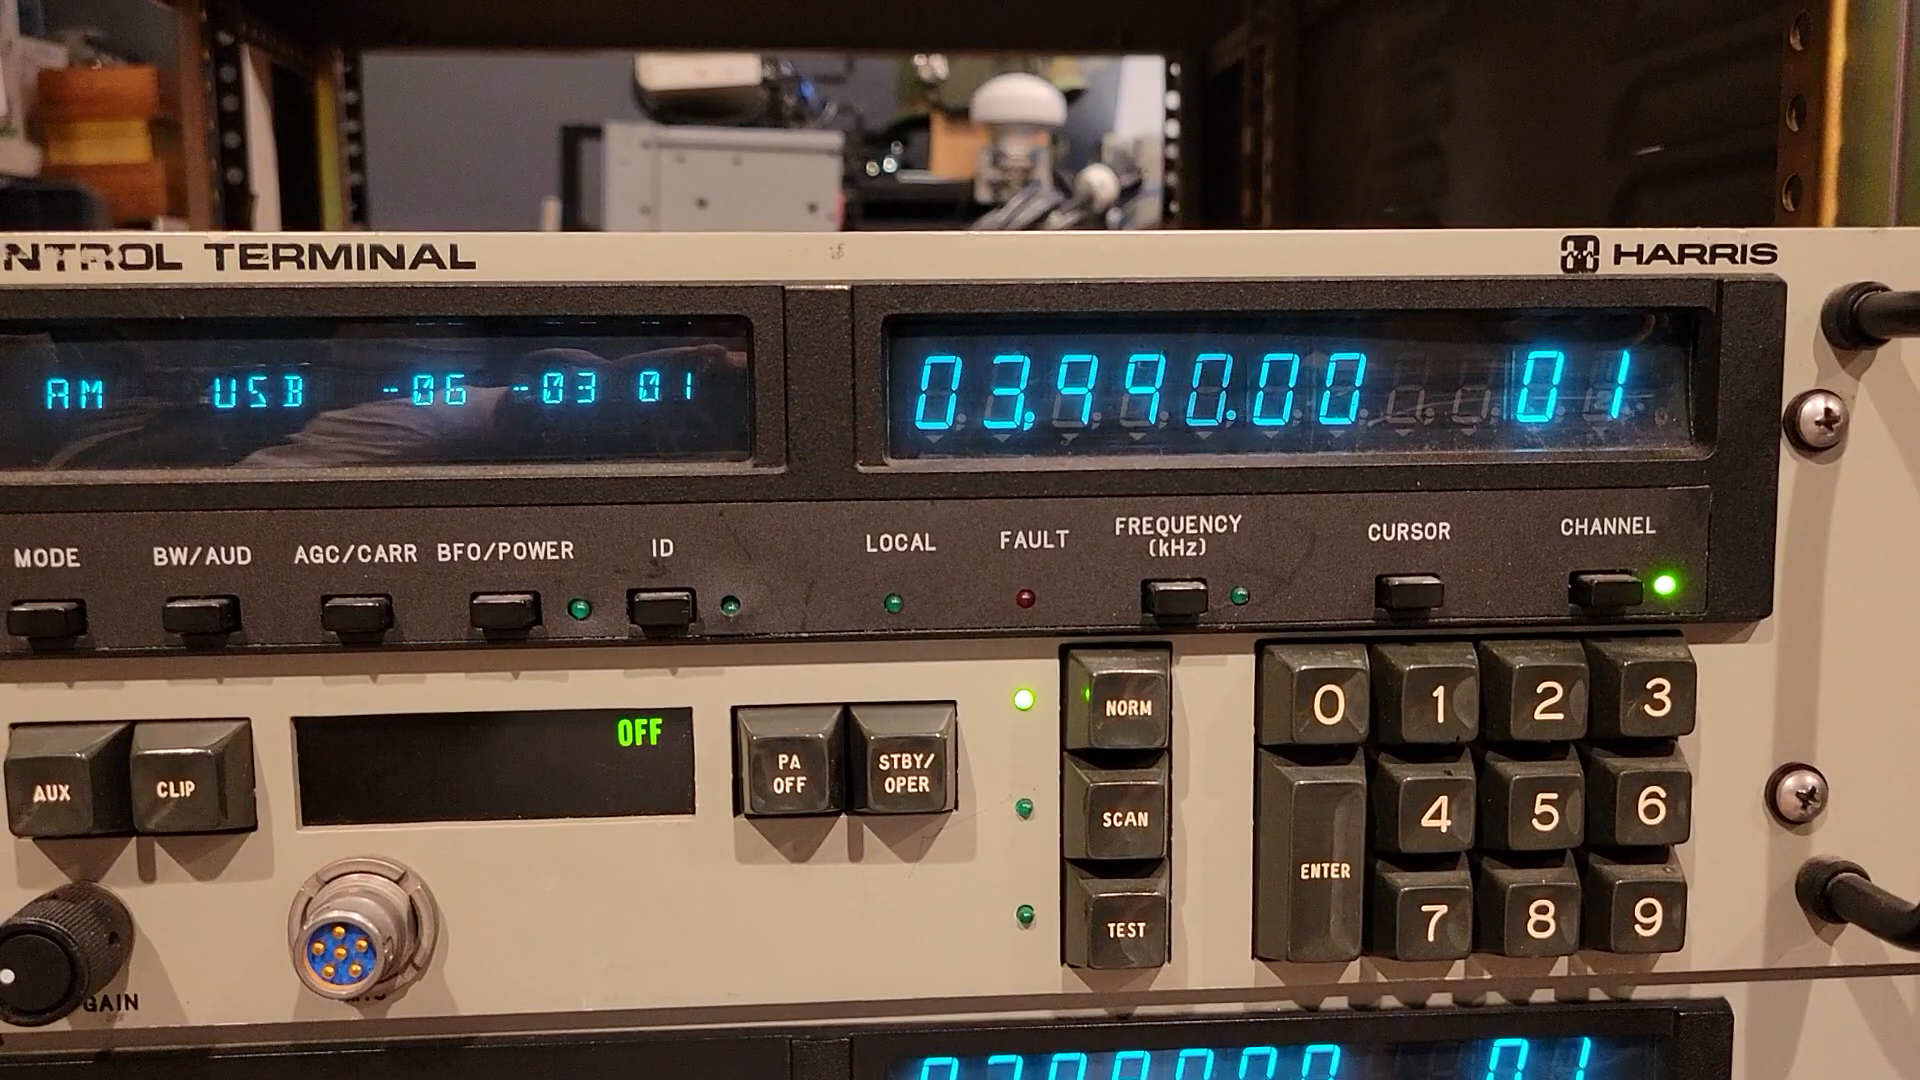 NTROL TERMINAL
HARRIS
AM USB -06 -03 01
03.990.00 01
MODE BW/AUD AGC/CARR BFO/POWER ID
LOCAL FAULT FREQUENCY (kHz) CURSOR CHANNEL
AUX CLIP
OFF
PA OFF
STBY/ OPER
NORM
SCAN
TEST
0 1 2 3
4 5 6
ENTER
7 8 9
GAIN